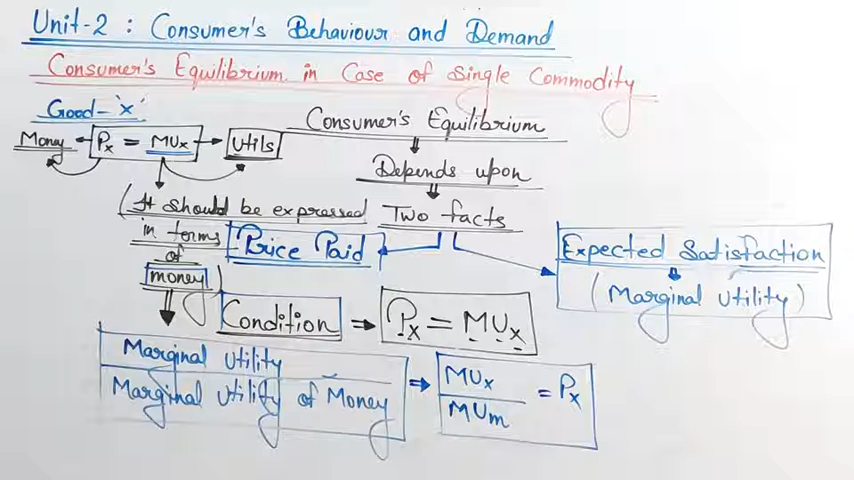 Unit-2 : Consumer's Behaviour and Demand
Consumer's Equilibrium in Case of Single Commodity
Good-'x'
Money ← Px = MUx → Utils
(It should be expressed
in terms
of
money)
Consumer's Equilibrium
Depends upon
Two facts
Price Paid
Expected Satisfaction
(Marginal Utility)
Condition ⇒ Px = MUx
Marginal Utility
Marginal Utility of Money
⇒ MUx
MUm
= Px